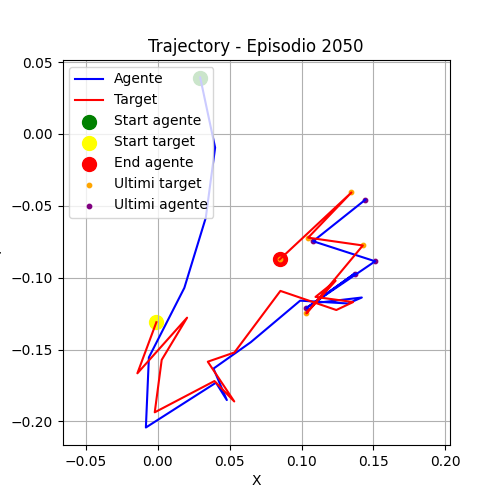 Trajectory - Episodio 2050
0.05
0.00
−0.05
−0.10
−0.15
−0.20
Agente
Target
Start agente
Start target
End agente
Ultimi target
Ultimi agente
−0.05
0.00
0.05
0.10
0.15
0.20
X